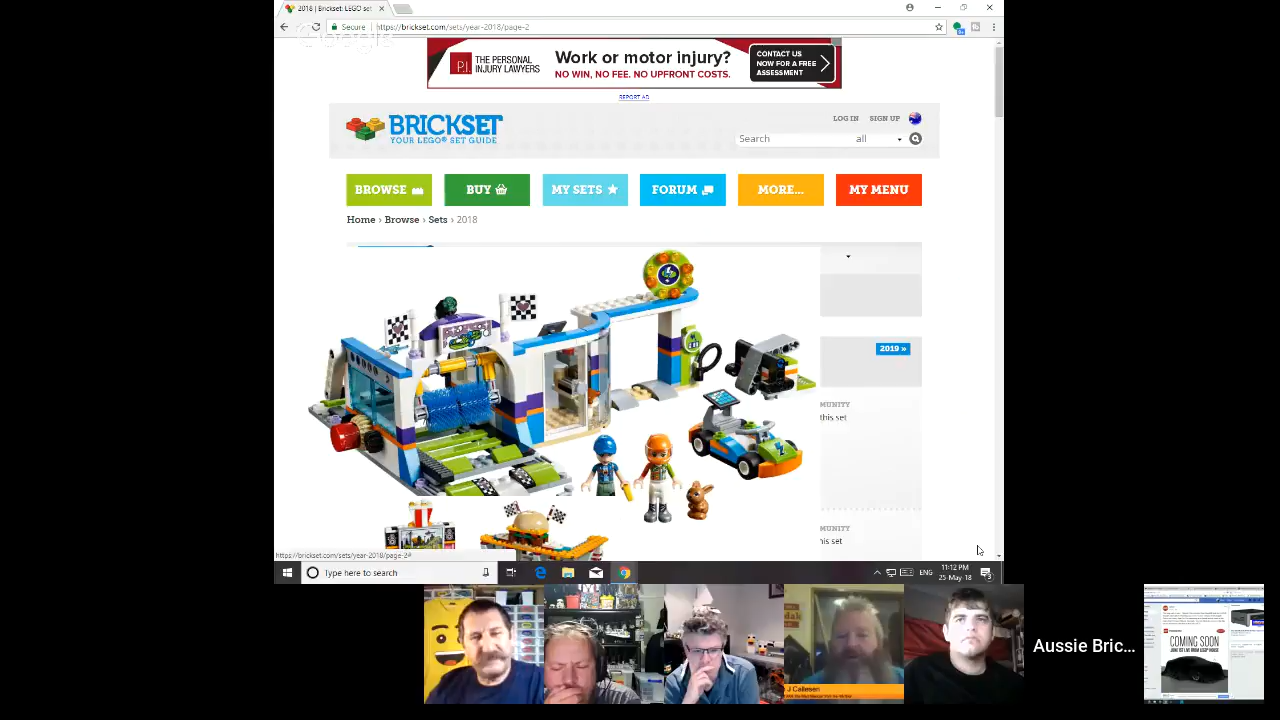 2018 | Brickset: LEGO set
Secure
https://brickset.com/sets/year-2018/page-2
Google
P.I. THE PERSONAL INJURY LAWYERS
Work or motor injury?
NO WIN, NO FEE. NO UPFRONT COSTS.
CONTACT US NOW FOR A FREE ASSESSMENT
REPORT AD
BRICKSET
YOUR LEGO® SET GUIDE
LOG IN SIGN UP
Search all
BROWSE BUY MY SETS FORUM MORE... MY MENU
Home › Browse › Sets › 2018
2019 »
MUNITY
this set
MUNITY
his set
https://brickset.com/sets/year-2018/page-2#
Type here to search
ENG
11:12 PM
25-May-18
3
J Callesen
Aussie Bric...
COMING SOON